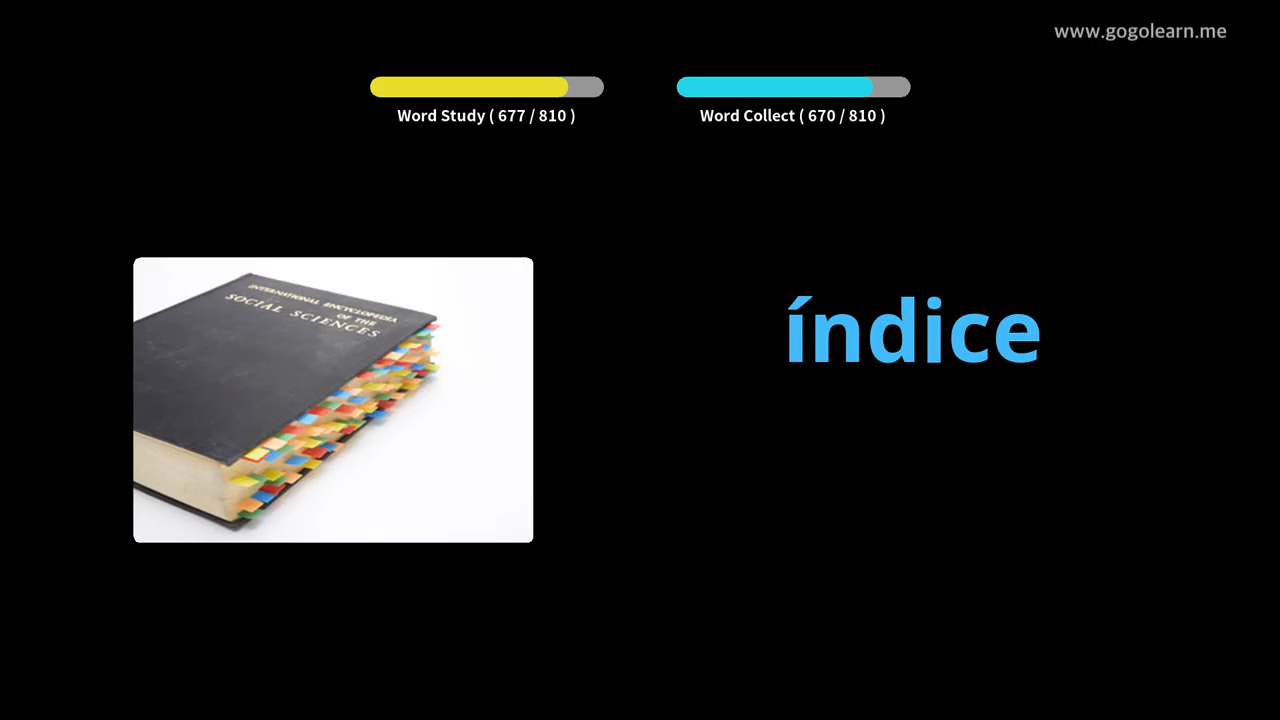 www.gogolearn.me
Word Study ( 677 / 810 )
Word Collect ( 670 / 810 )
INTERNATIONAL ENCYCLOPEDIA
OF THE
SOCIAL SCIENCES
índice